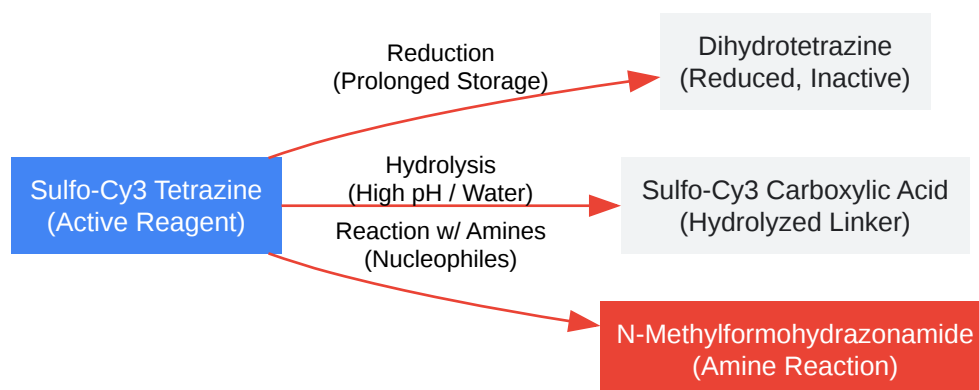 Reduction
(Prolonged Storage)
Dihydrotetrazine
(Reduced, Inactive)
Sulfo-Cy3 Tetrazine
(Active Reagent)
Hydrolysis
(High pH / Water)
Sulfo-Cy3 Carboxylic Acid
(Hydrolyzed Linker)
Reaction w/ Amines
(Nucleophiles)
N-Methylformohydrazonamide
(Amine Reaction)